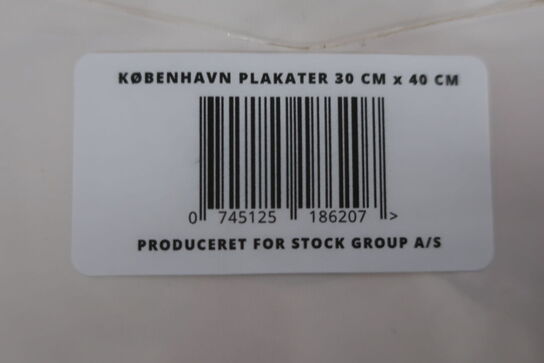 KØBENHAVN PLAKATER 30 CM x 40 CM
0 745125 186207 >
PRODUCERET FOR STOCK GROUP A/S